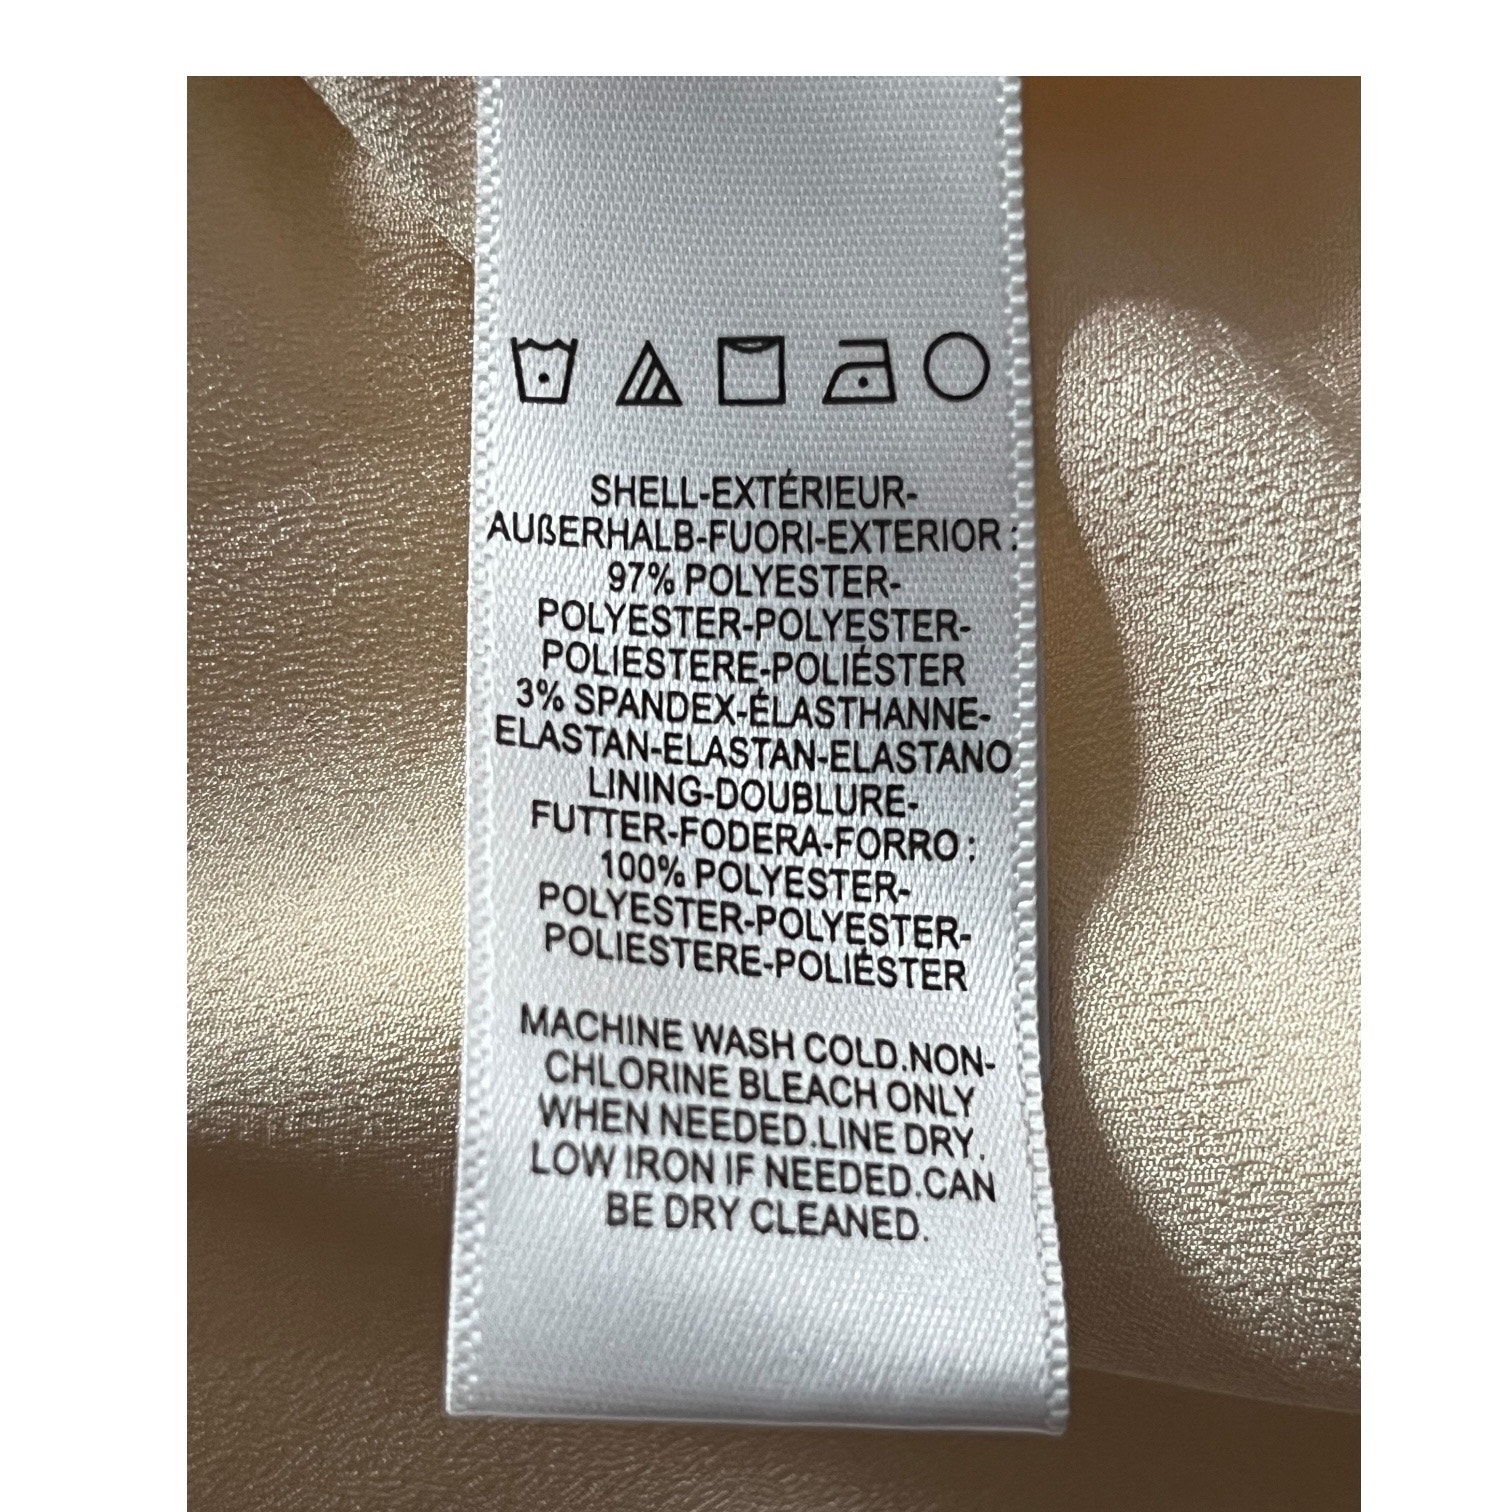 SHELL-EXTÉRIEUR-
AUßERHALB-FUORI-EXTERIOR :
97% POLYESTER-
POLYESTER-POLYESTER-
POLIESTERE-POLIÉSTER
3% SPANDEX-ÉLASTHANNE-
ELASTAN-ELASTAN-ELASTANO
LINING-DOUBLURE-
FUTTER-FODERA-FORRO :
100% POLYESTER-
POLYESTER-POLYESTER-
POLIESTERE-POLIÉSTER
MACHINE WASH COLD.NON-
CHLORINE BLEACH ONLY
WHEN NEEDED.LINE DRY.
LOW IRON IF NEEDED.CAN
BE DRY CLEANED.